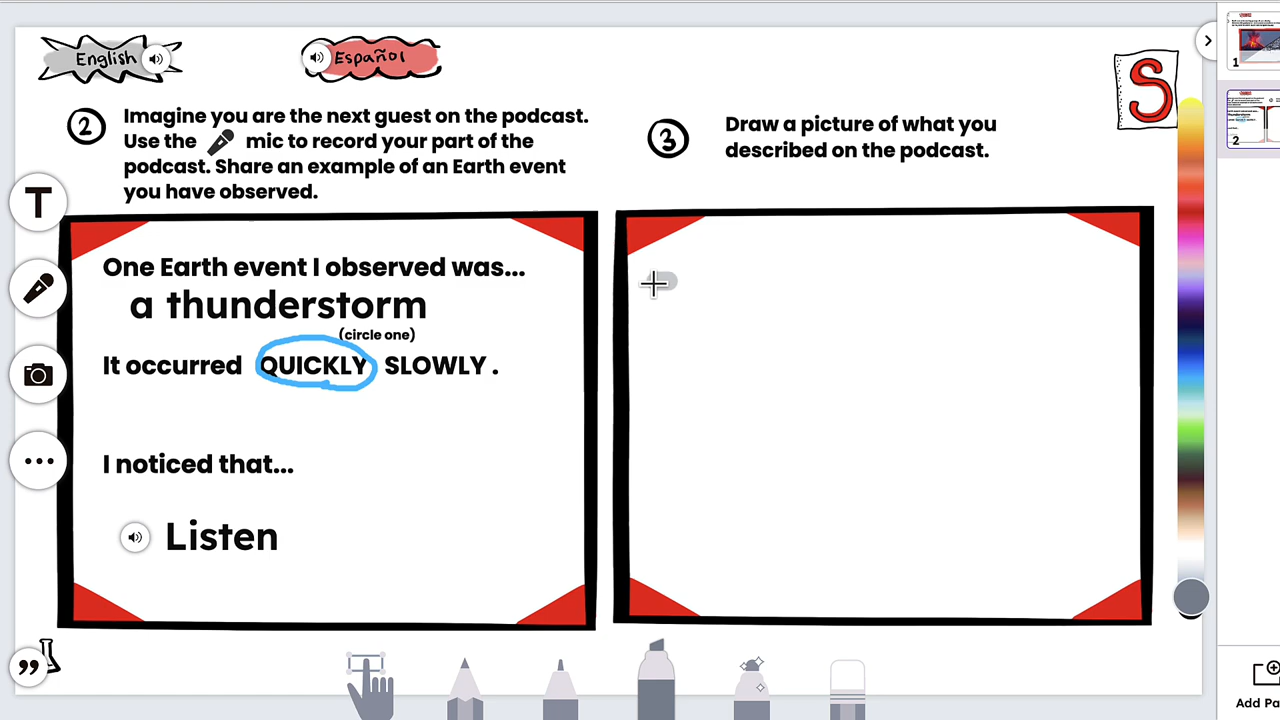 English
Español
S
2
Imagine you are the next guest on the podcast.
Use the mic to record your part of the
podcast. Share an example of an Earth event
you have observed.
3
Draw a picture of what you
described on the podcast.
T
One Earth event I observed was...
a thunderstorm
(circle one)
It occurred QUICKLY SLOWLY .
I noticed that...
Listen
1
2
Add Pa